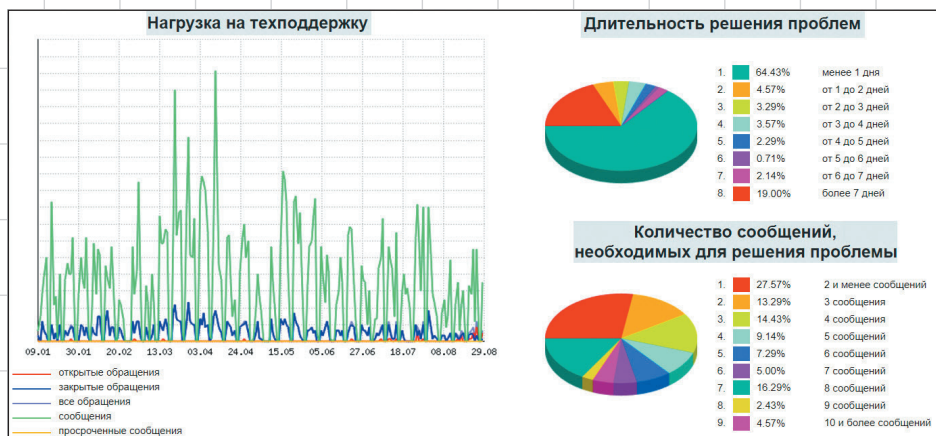 Нагрузка на техподдержку
09.01 30.01 20.02 13.03 03.04 24.04 15.05 05.06 27.06 18.07 06.08 29.08
открытые обращения
закрытые обращения
все обращения
сообщения
просроченные сообщения
Длительность решения проблем
1. 64.43% менее 1 дня
2. 4.57% от 1 до 2 дней
3. 3.29% от 2 до 3 дней
4. 3.57% от 3 до 4 дней
5. 2.29% от 4 до 5 дней
6. 0.71% от 5 до 6 дней
7. 2.14% от 6 до 7 дней
8. 19.00% более 7 дней
Количество сообщений,
необходимых для решения проблемы
1. 27.57% 2 и менее сообщений
2. 13.29% 3 сообщения
3. 14.43% 4 сообщения
4. 9.14% 5 сообщения
5. 7.29% 6 сообщений
6. 5.00% 7 сообщений
7. 16.29% 8 сообщений
8. 2.43% 9 сообщений
9. 4.57% 10 и более сообщений